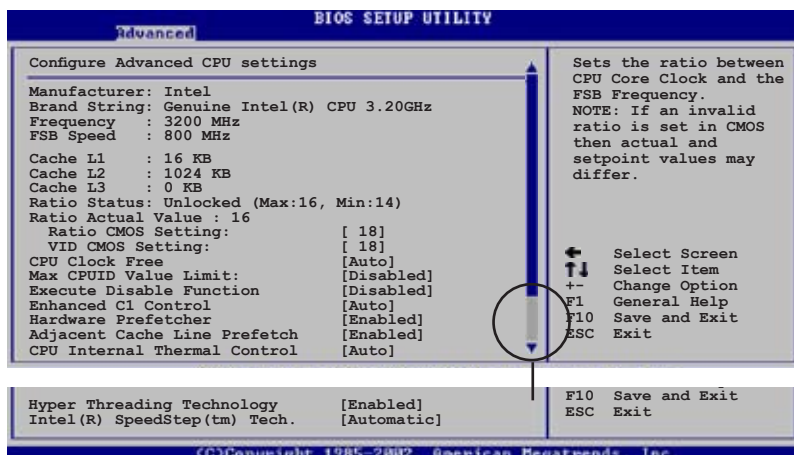 BIOS SETUP UTILITY
Advanced
Configure Advanced CPU settings
Manufacturer: Intel
Brand String: Genuine Intel(R) CPU 3.20GHz
Frequency : 3200 MHz
FSB Speed : 800 MHz
Cache L1 : 16 KB
Cache L2 : 1024 KB
Cache L3 : 0 KB
Ratio Status: Unlocked (Max:16, Min:14)
Ratio Actual Value : 16
Ratio CMOS Setting: [ 18]
VID CMOS Setting: [ 18]
CPU Clock Free [Auto]
Max CPUID Value Limit: [Disabled]
Execute Disable Function [Disabled]
Enhanced C1 Control [Auto]
Hardware Prefetcher [Enabled]
Adjacent Cache Line Prefetch [Enabled]
CPU Internal Thermal Control [Auto]
Sets the ratio between
CPU Core Clock and the
FSB Frequency.
NOTE: If an invalid
ratio is set in CMOS
then actual and
setpoint values may
differ.
← Select Screen
↑↓ Select Item
+- Change Option
F1 General Help
F10 Save and Exit
ESC Exit
Hyper Threading Technology [Enabled]
Intel(R) SpeedStep(tm) Tech. [Automatic]
F10 Save and Exit
ESC Exit
(C)Copyright 1985-2002, American Megatrends, Inc